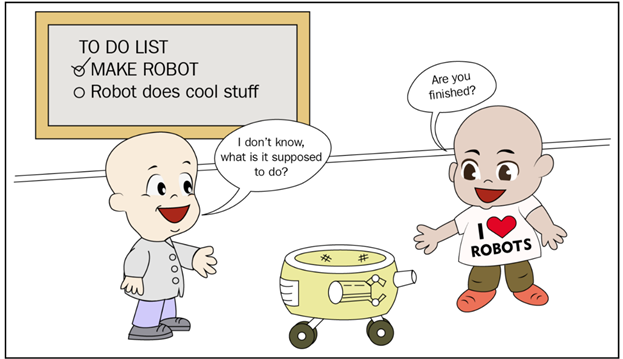 TO DO LIST
MAKE ROBOT
Robot does cool stuff
Are you
finished?
I don't know,
what is it supposed
to do?
I ❤ 
ROBOTS